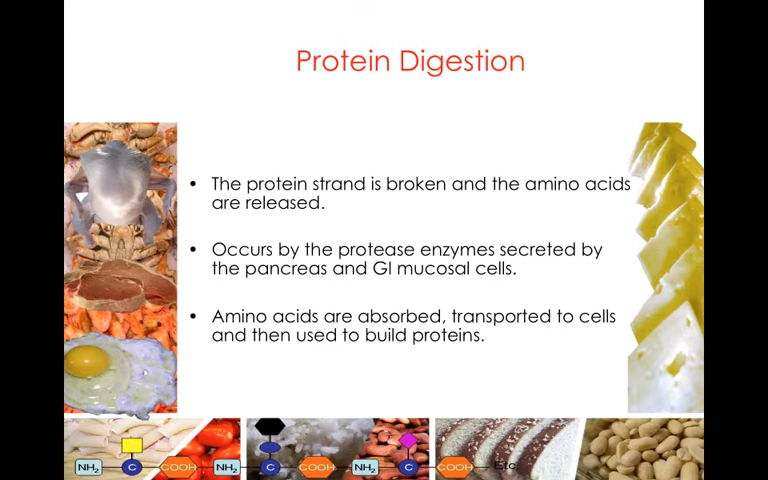 Protein Digestion
• The protein strand is broken and the amino acids
are released.
• Occurs by the protease enzymes secreted by
the pancreas and GI mucosal cells.
• Amino acids are absorbed, transported to cells
and then used to build proteins.
NH2 C COOH NH2 C COOH NH2 C COOH Etc.